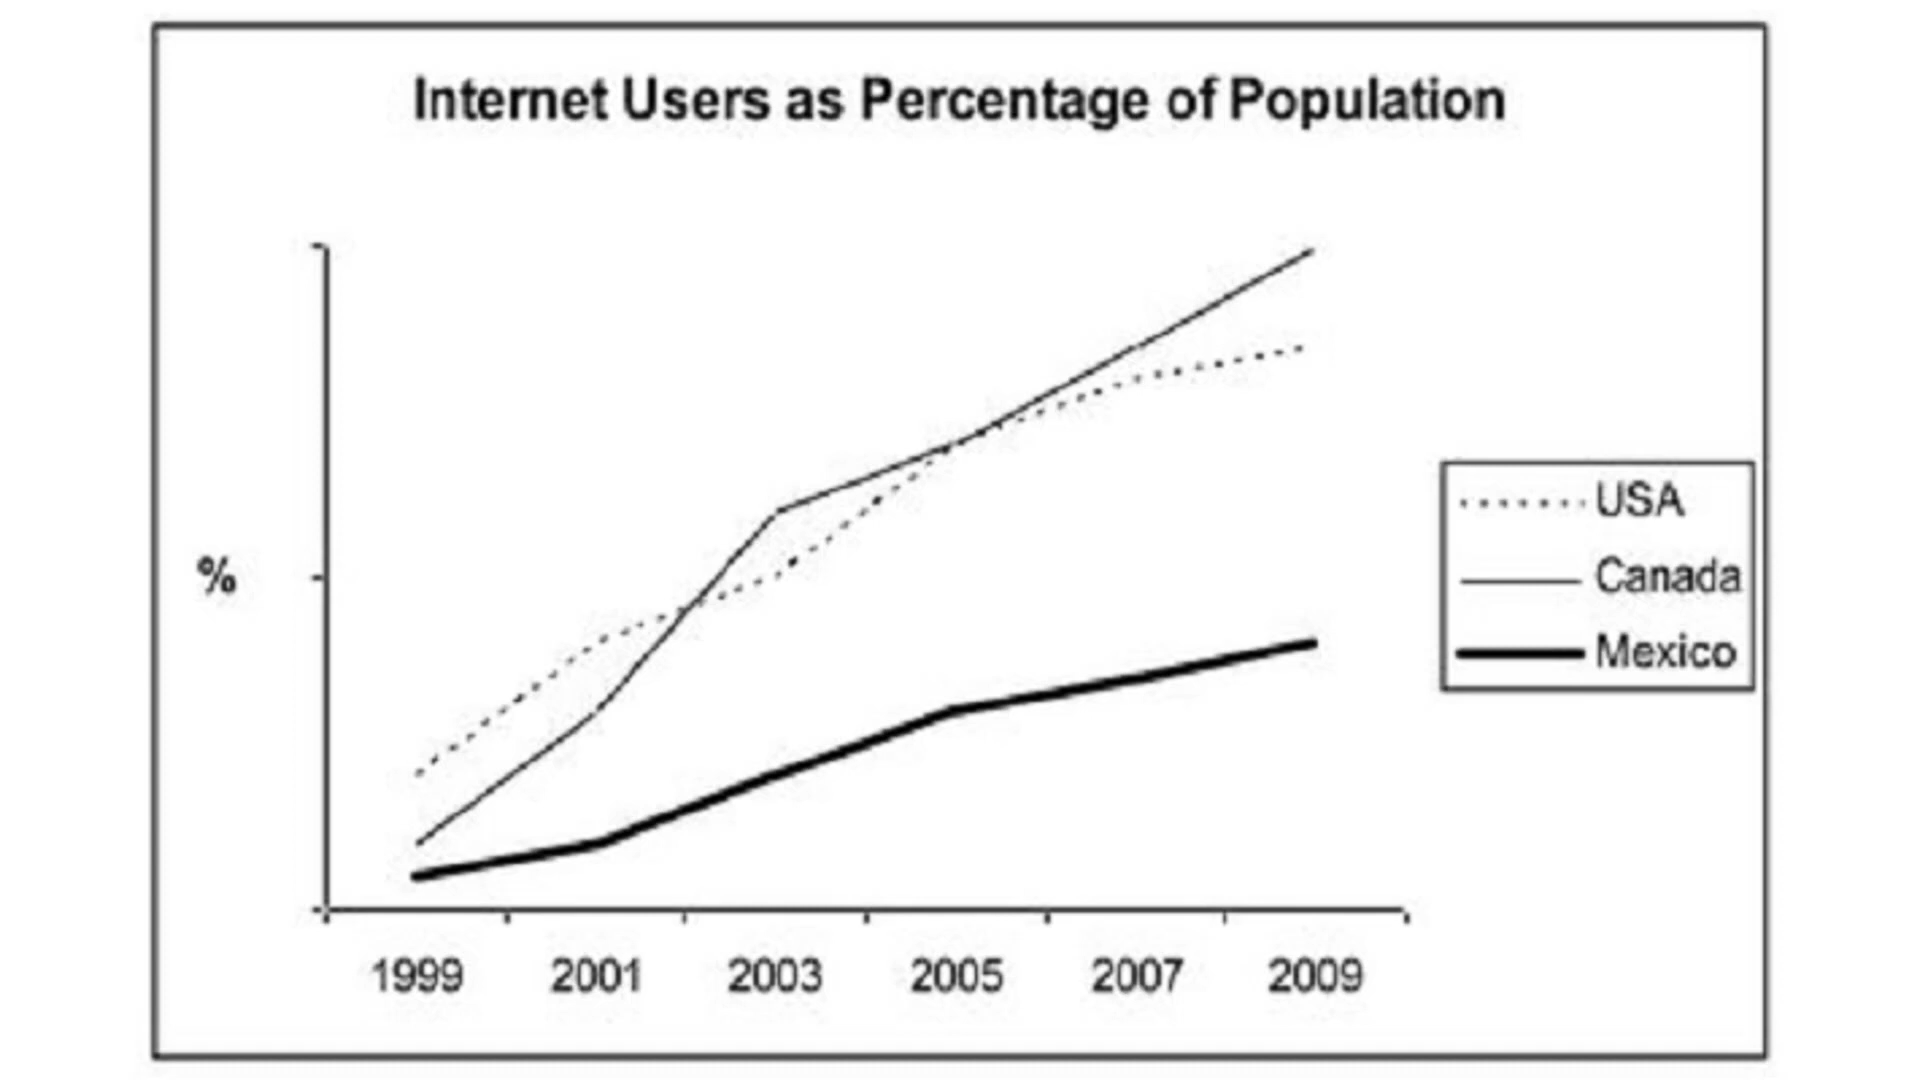 Internet Users as Percentage of Population
%
USA
Canada
Mexico
1999 2001 2003 2005 2007 2009